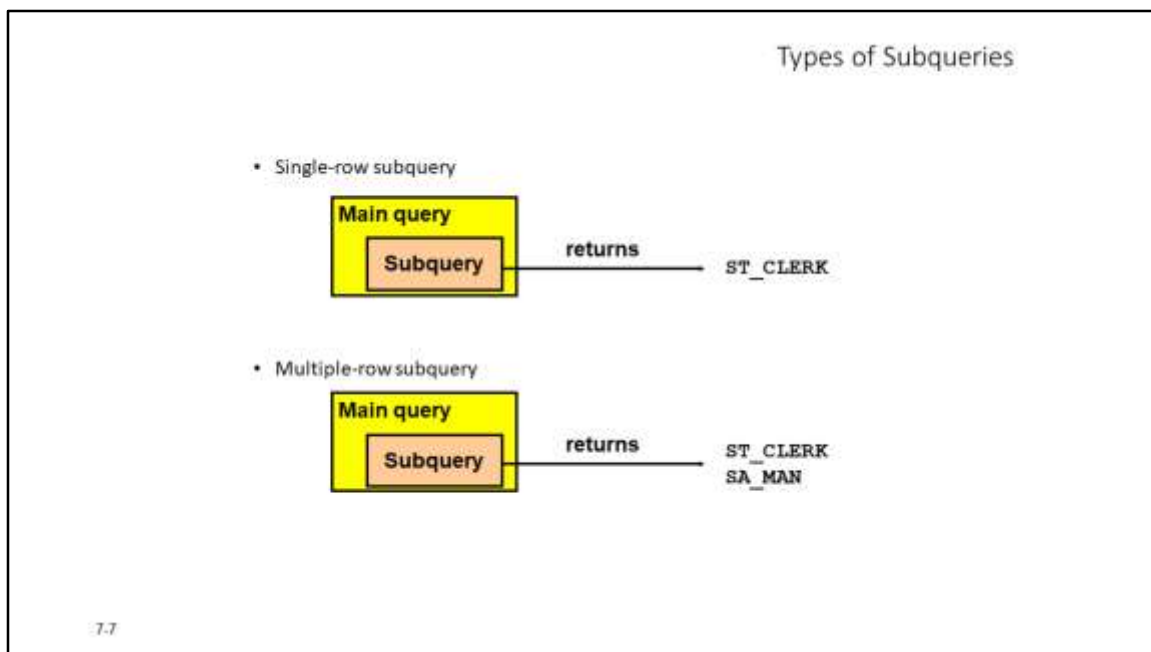 Types of Subqueries
• Single-row subquery
Main query
Subquery
returns
ST_CLERK
• Multiple-row subquery
Main query
Subquery
returns
ST_CLERK
SA_MAN
7-7